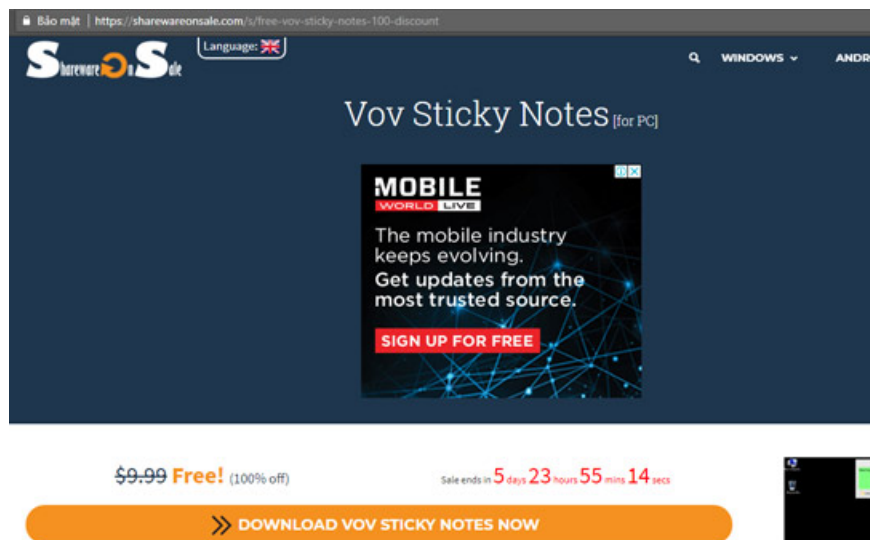 Bảo mật | https://sharewareonsale.com/s/free-vov-sticky-notes-100-discount
Shareware On Sale
Language:
WINDOWS
ANDR
Vov Sticky Notes [for PC]
MOBILE
WORLD LIVE
The mobile industry
keeps evolving.
Get updates from the
most trusted source.
SIGN UP FOR FREE
$9.99 Free! (100% off)
Sale ends in 5 days 23 hours 55 mins 14 secs
DOWNLOAD VOV STICKY NOTES NOW